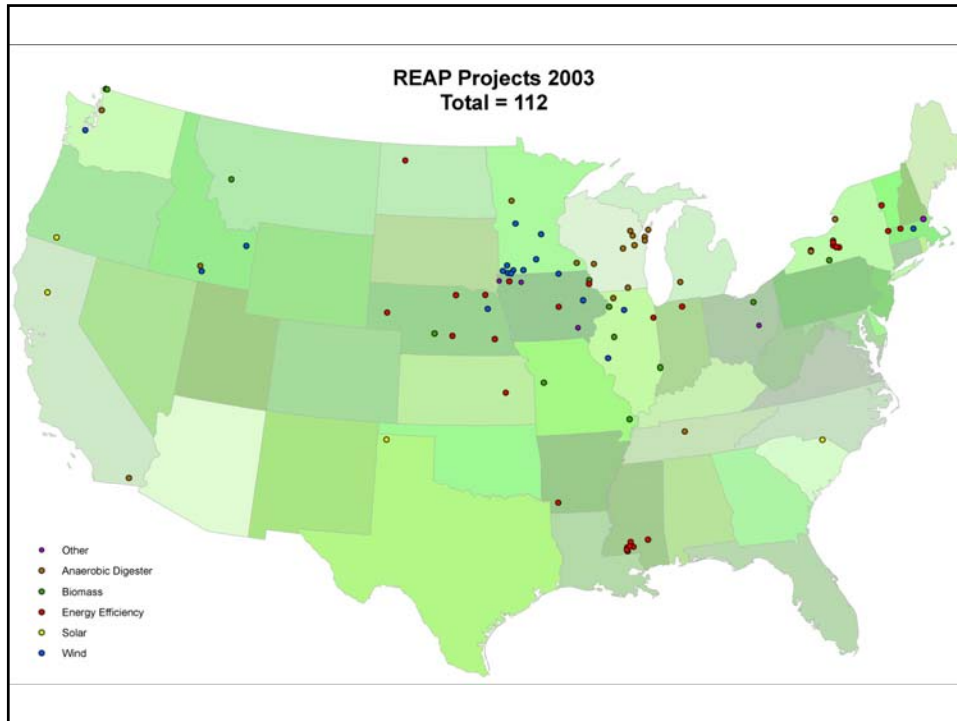 REAP Projects 2003
Total = 112
Other
Anaerobic Digester
Biomass
Energy Efficiency
Solar
Wind